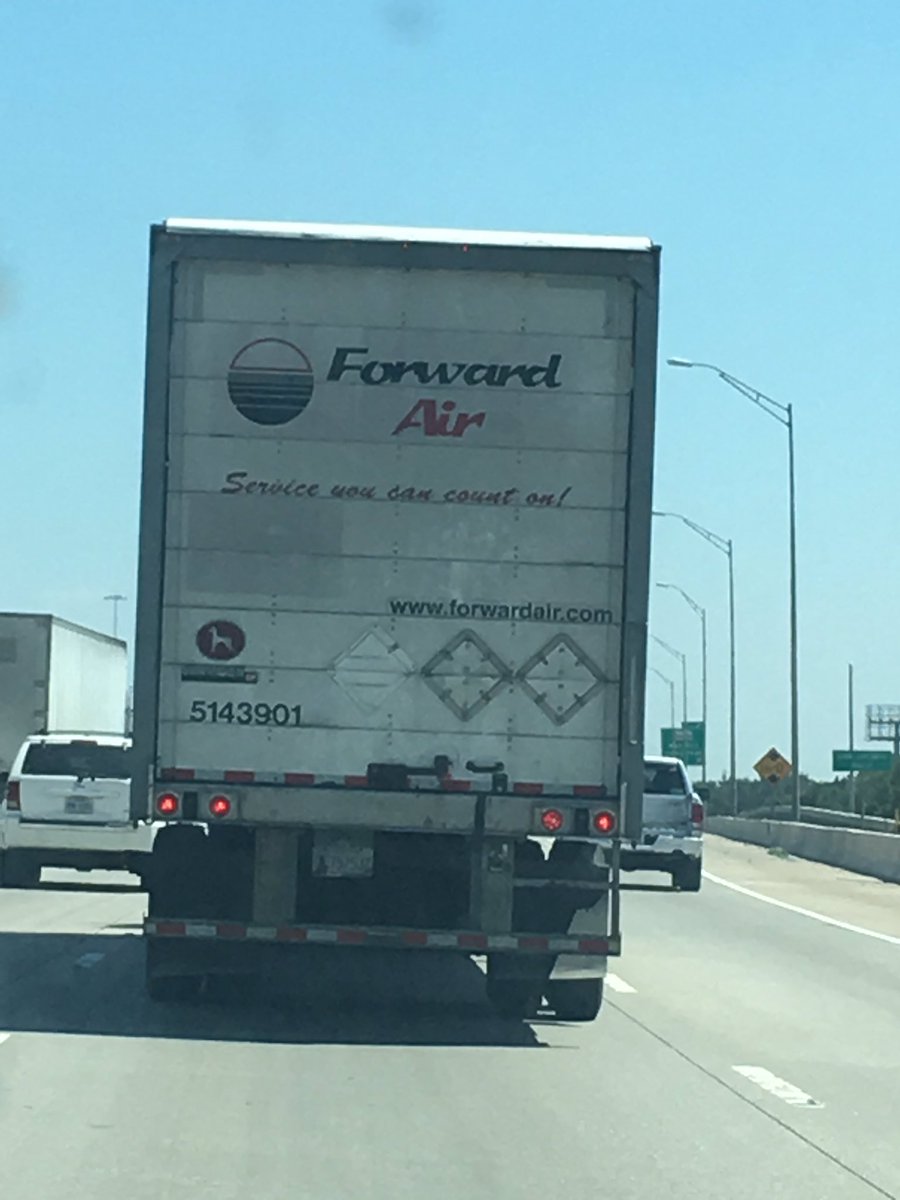 Forward
Air
Service you can count on!
www.forwardair.com
5143901